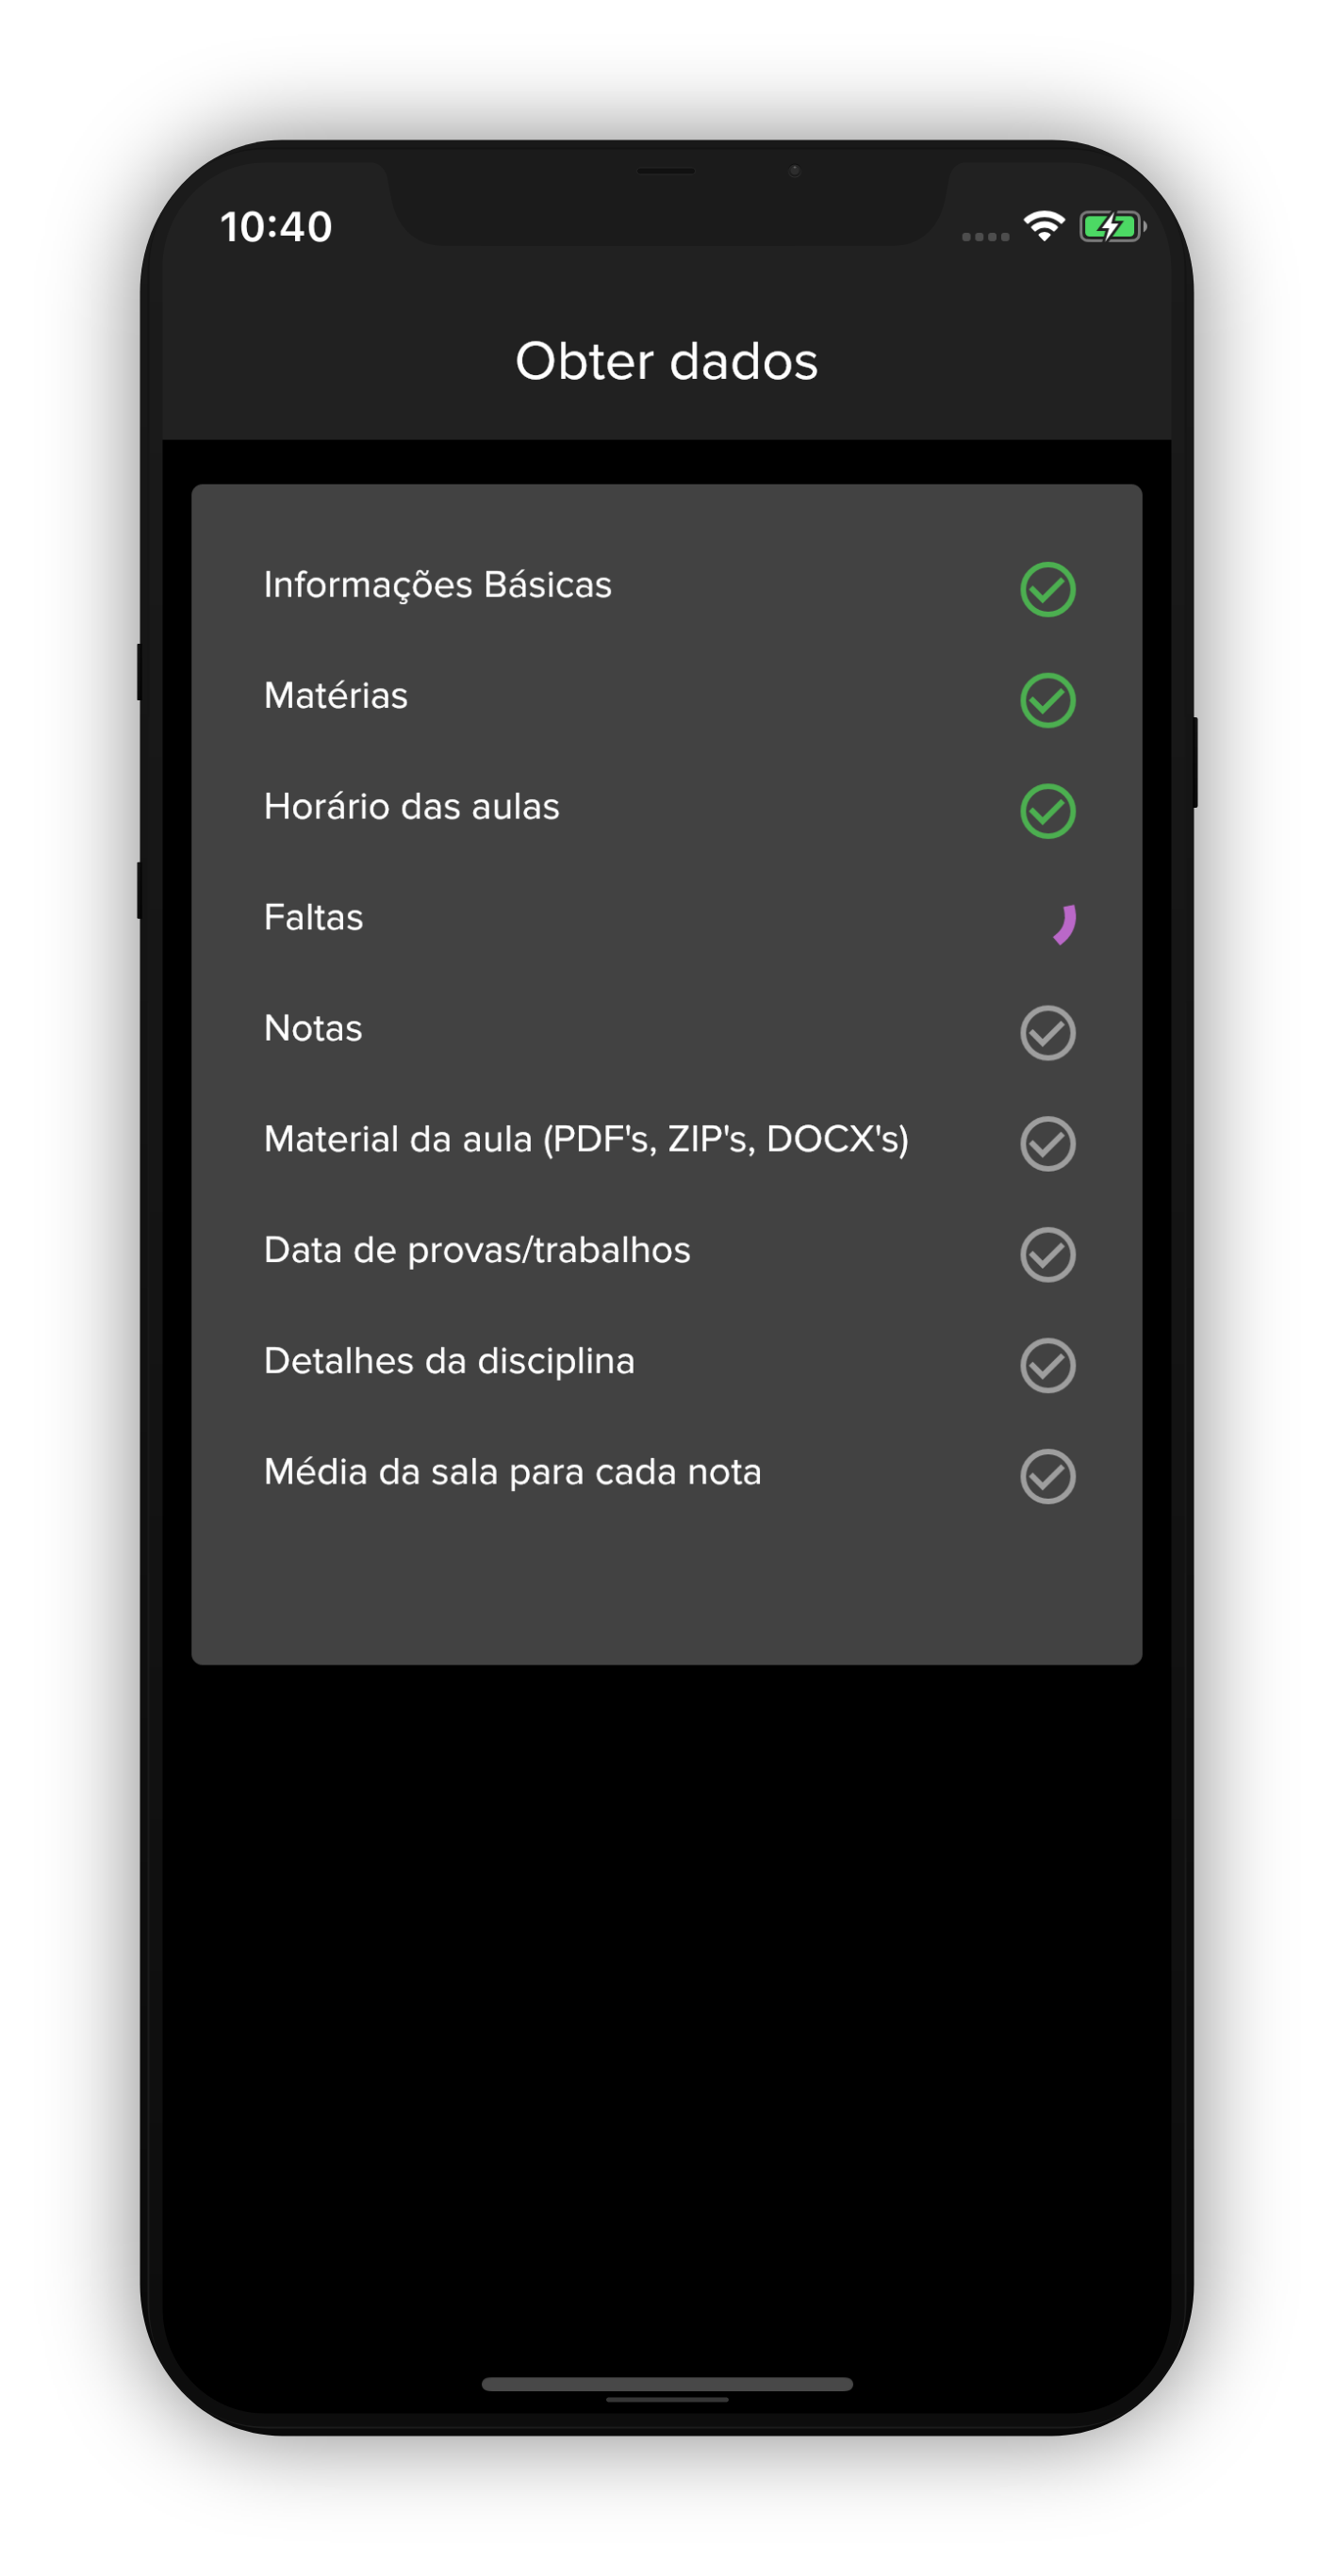 10:40
Obter dados
Informações Básicas
Matérias
Horário das aulas
Faltas
Notas
Material da aula (PDF's, ZIP's, DOCX's)
Data de provas/trabalhos
Detalhes da disciplina
Média da sala para cada nota